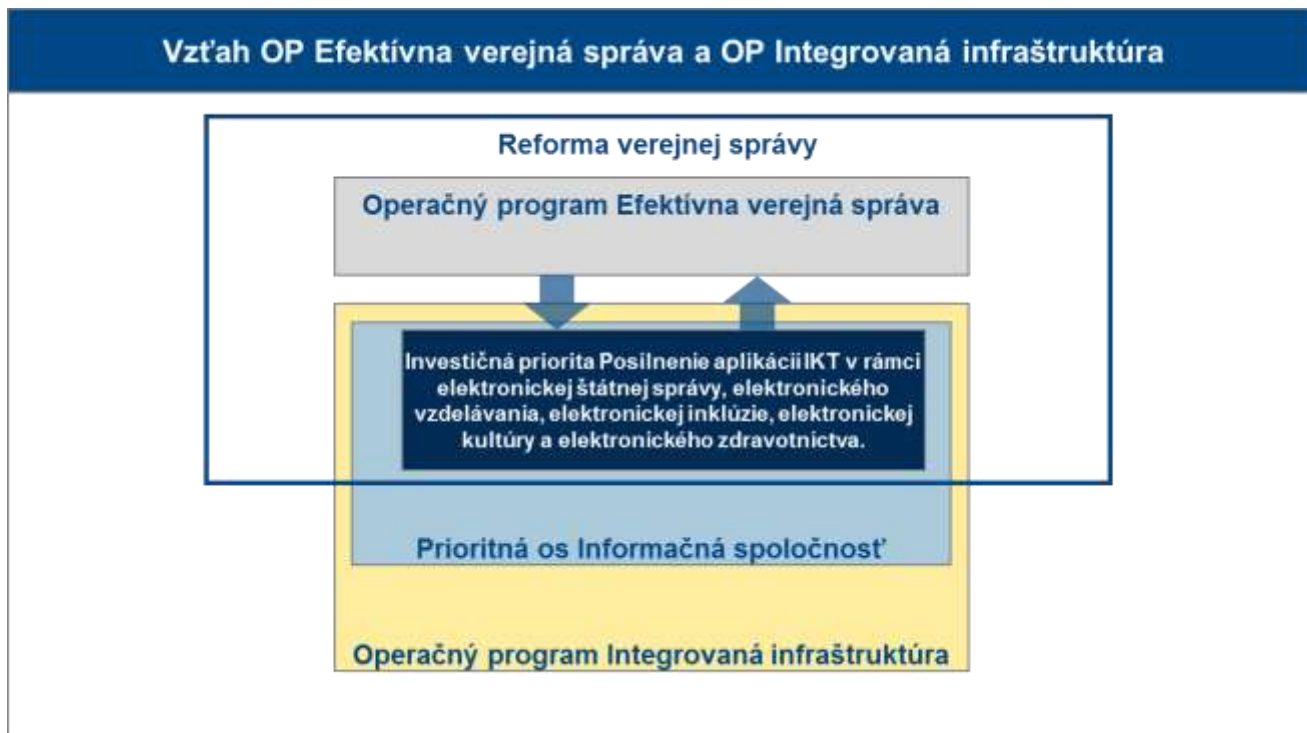 Vzťah OP Efektívna verejná správa a OP Integrovaná infraštruktúra
Reforma verejnej správy
Operačný program Efektívna verejná správa
Investičná priorita Posilnenie aplikácií IKT v rámci
elektronickej štátnej správy, elektronického
vzdelávania, elektronickej inklúzie, elektronickej
kultúry a elektronického zdravotníctva.
Prioritná os Informačná spoločnosť
Operačný program Integrovaná infraštruktúra